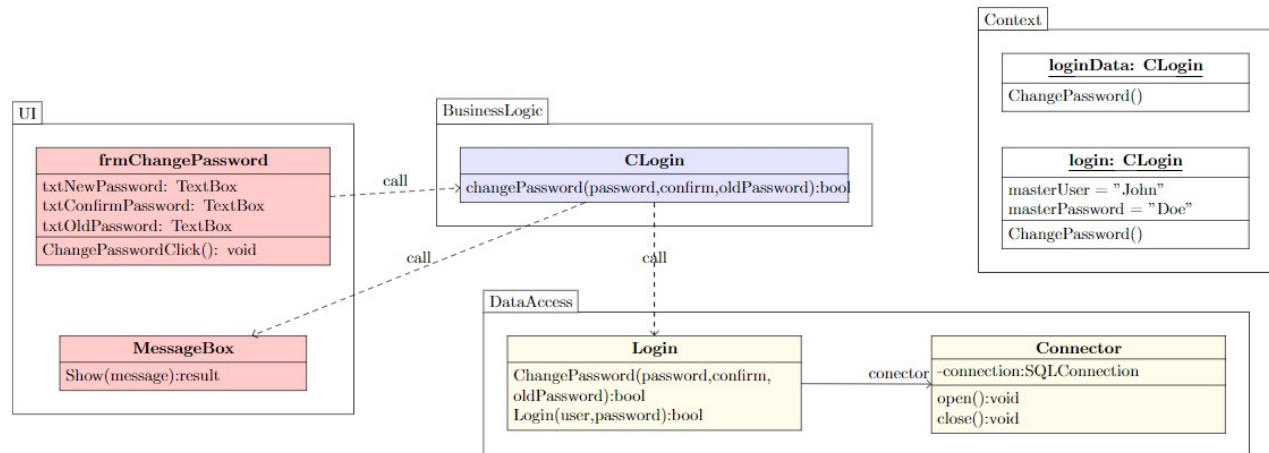 Context
loginData: CLogin
ChangePassword()
login: CLogin
masterUser = "John"
masterPassword = "Doe"
ChangePassword()
UI
frmChangePassword
txtNewPassword: TextBox
txtConfirmPassword: TextBox
txtOldPassword: TextBox
ChangePasswordClick(): void
MessageBox
Show(message):result
call
call
call
BusinessLogic
CLogin
changePassword(password,confirm,oldPassword):bool
DataAccess
Login
ChangePassword(password,confirm,
oldPassword):bool
Login(user,password):bool
conector
Connector
-connection:SQLConnection
open():void
close():void